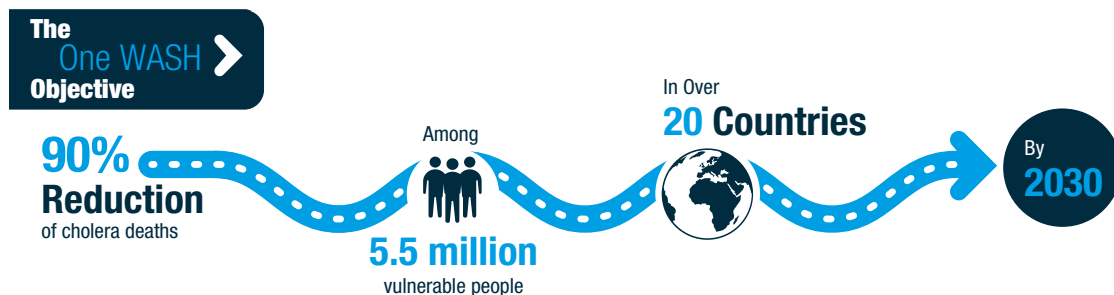 The
One WASH
Objective
90%
Reduction
of cholera deaths
Among
5.5 million
vulnerable people
In Over
20 Countries
By
2030